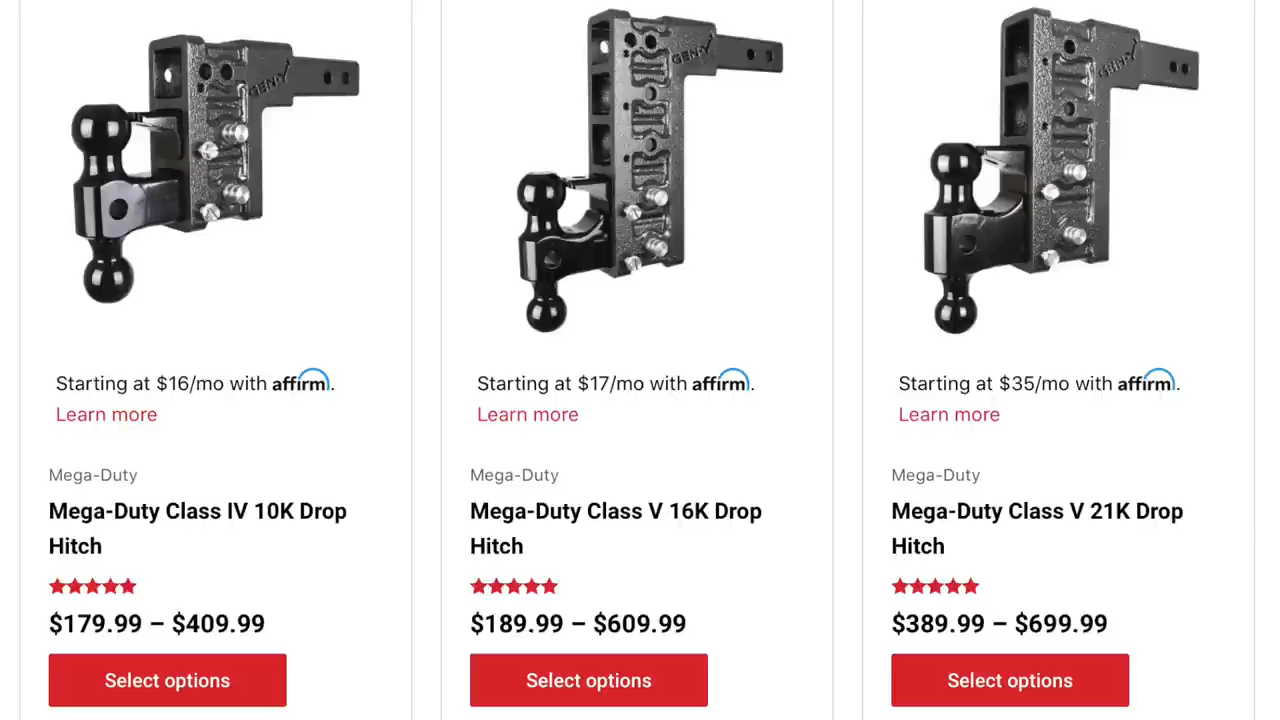 GEN-Y
GEN-Y
GEN-Y
Starting at $16/mo with affirm.
Learn more
Starting at $17/mo with affirm.
Learn more
Starting at $35/mo with affirm.
Learn more
Mega-Duty
Mega-Duty Class IV 10K Drop
Hitch
$179.99 – $409.99
Select options
Mega-Duty
Mega-Duty Class V 16K Drop
Hitch
$189.99 – $609.99
Select options
Mega-Duty
Mega-Duty Class V 21K Drop
Hitch
$389.99 – $699.99
Select options